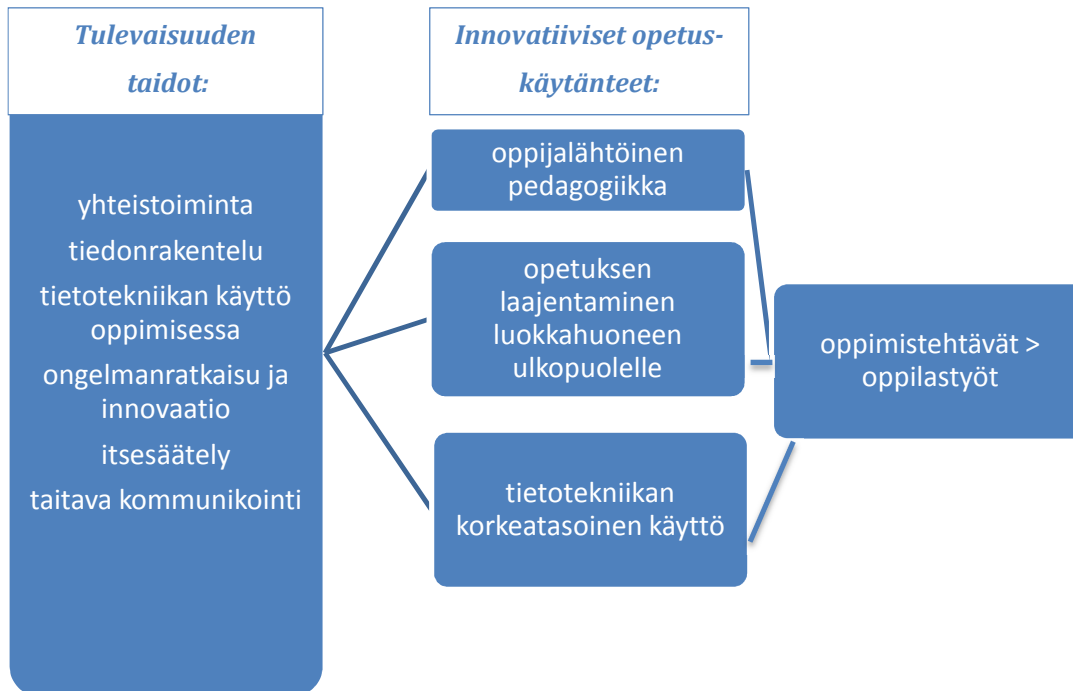 Tulevaisuuden
taidot:
yhteistoiminta
tiedonrakentelu
tietotekniikan käyttö
oppimisessa
ongelmanratkaisu ja
innovaatio
itsesäätely
taitava kommunikointi
Innovatiiviset opetus-
käytänteet:
oppijalähtöinen
pedagogiikka
opetuksen
laajentaminen
luokkahuoneen
ulkopuolelle
tietotekniikan
korkeatasoinen käyttö
oppimistehtävät >
oppilastyöt